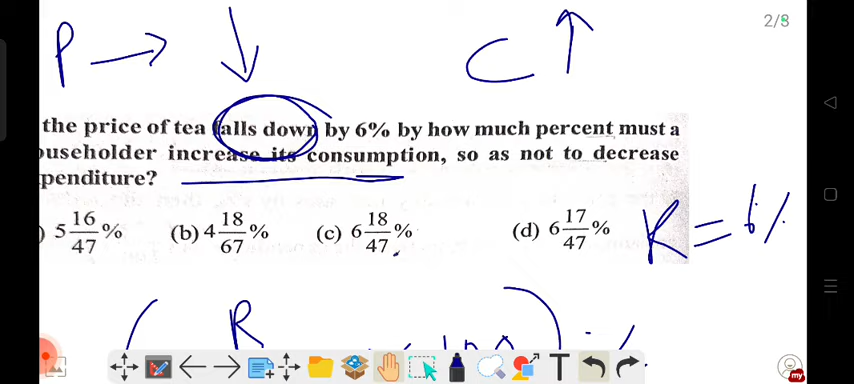 P → ↓ C ↑
2/8
the price of tea falls down by 6% by how much percent must a
ouseholder increase its consumption, so as not to decrease
penditure?
) 5 16/47 % (b) 4 18/67 % (c) 6 18/47 % (d) 6 17/47 %
R = 6%
( R ) %
T
my